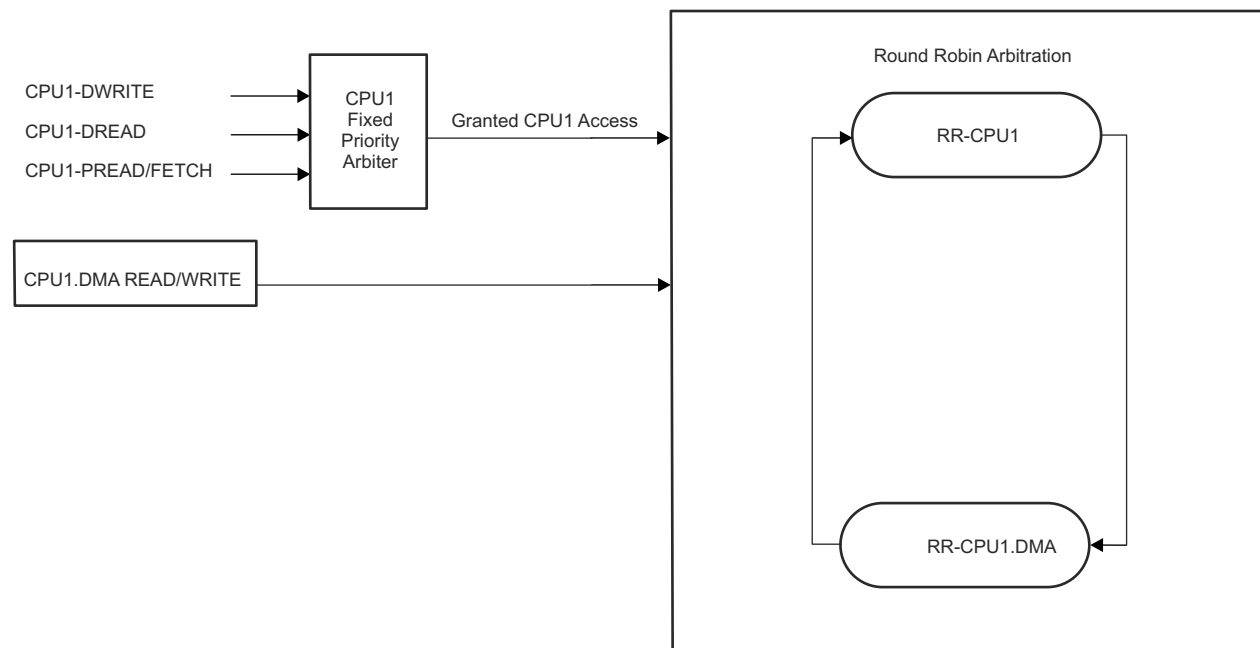 Round Robin Arbitration
CPU1-DWRITE
CPU1-DREAD
CPU1-PREAD/FETCH
CPU1
Fixed
Priority
Arbiter
Granted CPU1 Access
RR-CPU1
CPU1.DMA READ/WRITE
RR-CPU1.DMA